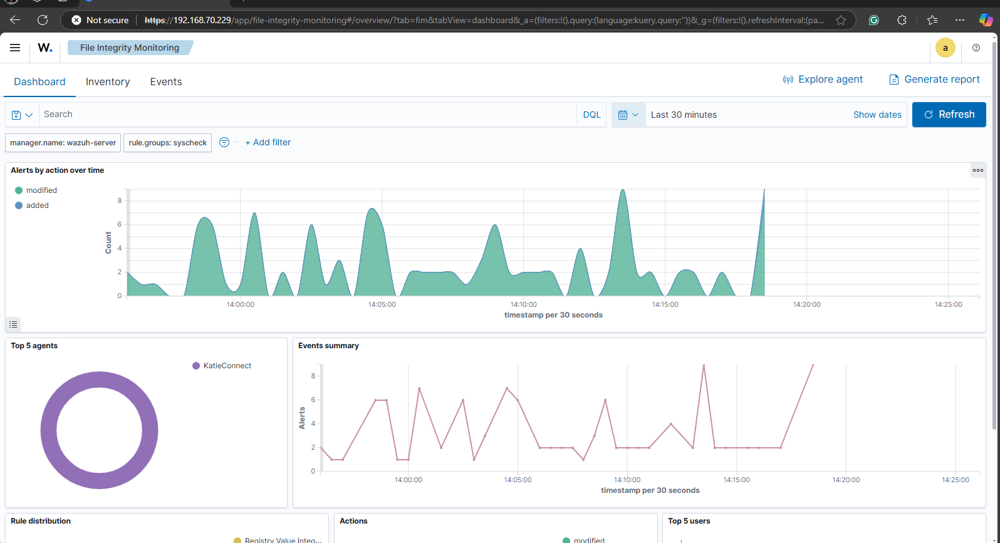 Not secure
https://192.168.70.229/app/file-integrity-monitoring#/overview/?tab=fim&tabView=dashboard&_a=(filters:!(),query:(language:kuery,query:''))&_g=(filters:!(),refreshInterval:(pa...
W.
File Integrity Monitoring
a
Dashboard Inventory Events
Explore agent Generate report
Search DQL
Last 30 minutes Show dates Refresh
manager.name: wazuh-server rule.groups: syscheck + Add filter
Alerts by action over time
modified
added
Count
8
6
4
2
0
14:00:00 14:05:00 14:10:00 14:15:00 14:20:00 14:25:00
timestamp per 30 seconds
Top 5 agents
KatieConnect
Events summary
Alerts
8
6
4
2
0
14:00:00 14:05:00 14:10:00 14:15:00 14:20:00 14:25:00
timestamp per 30 seconds
Rule distribution
Registry Value Integ...
Actions
modified
Top 5 users